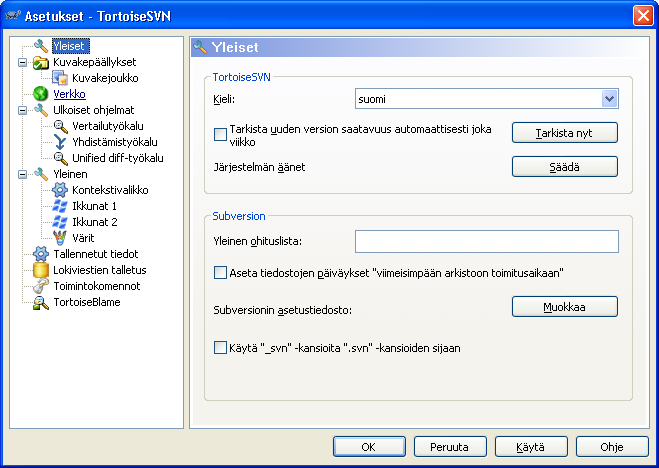 Asetukset - TortoiseSVN
Yleiset
Kuvakepäällykset
Kuvakejoukko
Verkko
Ulkoiset ohjelmat
Vertailutyökalu
Yhdistämistyökalu
Unified diff-työkalu
Yleinen
Kontekstivalikko
Ikkunat 1
Ikkunat 2
Värit
Tallennetut tiedot
Lokiviestien talletus
Toimintokomennot
TortoiseBlame
Yleiset
TortoiseSVN
Kieli:
suomi
Tarkista uuden version saatavuus automaattisesti joka
viikko
Tarkista nyt
Järjestelmän äänet
Säädä
Subversion
Yleinen ohituslista:
Aseta tiedostojen päiväykset "viimeisimpään arkistoon toimitusaikaan"
Subversionin asetustiedosto:
Muokkaa
Käytä "_svn" -kansioita ".svn" -kansioiden sijaan
OK
Peruuta
Käytä
Ohje